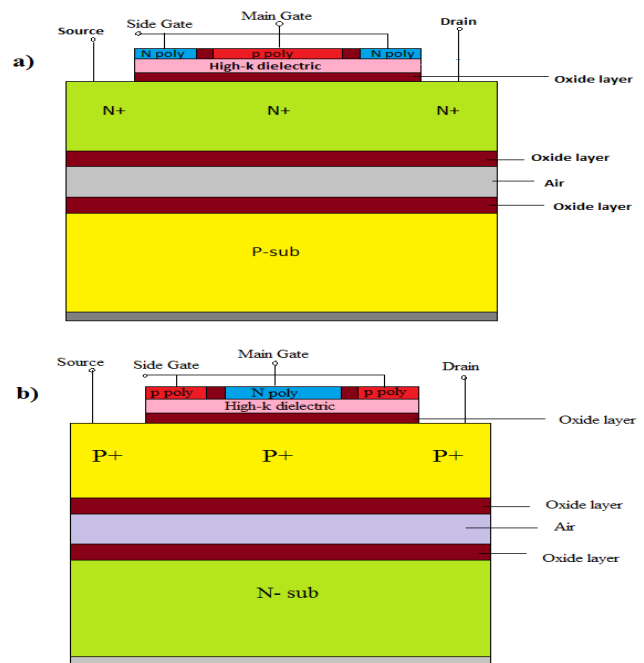 Main Gate
Side Gate
Source
Drain
a)
N poly
p poly
N poly
High-k dielectric
Oxide layer
N+
N+
N+
Oxide layer
Air
Oxide layer
P-sub
Main Gate
Source
Side Gate
Drain
b)
p poly
N poly
p poly
High-k dielectric
Oxide layer
P+
P+
P+
Oxide layer
Air
Oxide layer
N- sub